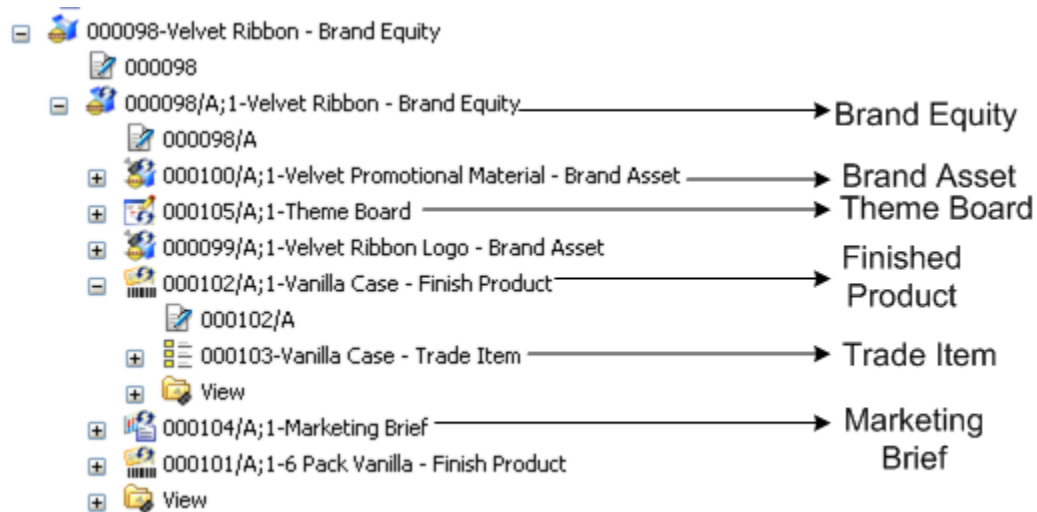 000098-Velvet Ribbon - Brand Equity
000098
000098/A;1-Velvet Ribbon - Brand Equity
Brand Equity
000098/A
000100/A;1-Velvet Promotional Material - Brand Asset
Brand Asset
000105/A;1-Theme Board
Theme Board
000099/A;1-Velvet Ribbon Logo - Brand Asset
000102/A;1-Vanilla Case - Finish Product
Finished
Product
000102/A
000103-Vanilla Case - Trade Item
Trade Item
View
000104/A;1-Marketing Brief
Marketing
Brief
000101/A;1-6 Pack Vanilla - Finish Product
View